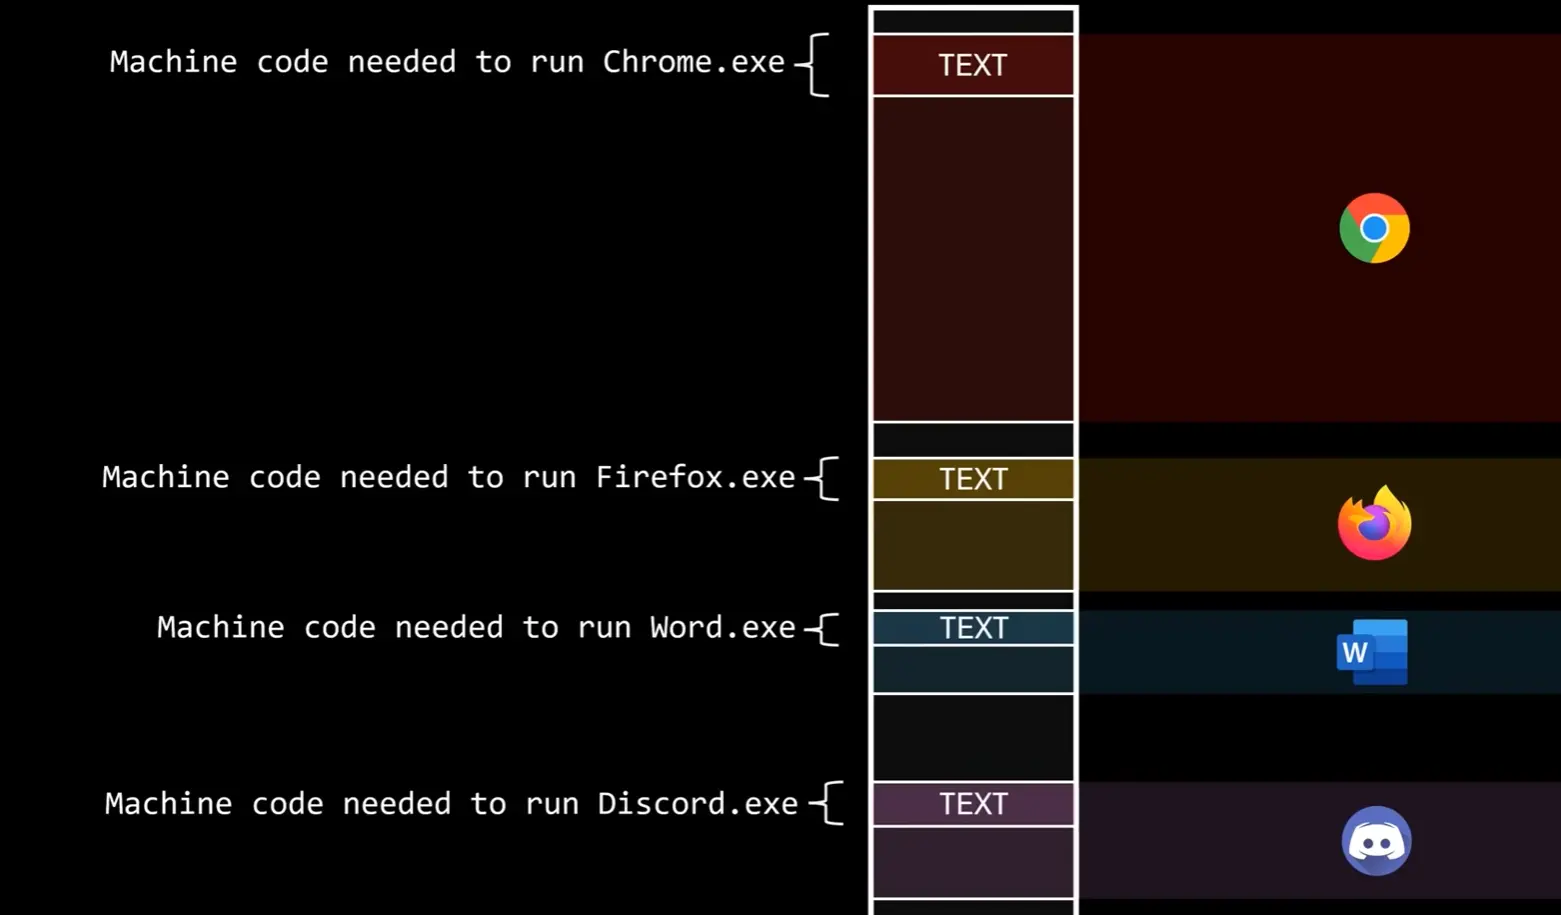 Machine code needed to run Chrome.exe
TEXT
Machine code needed to run Firefox.exe
TEXT
Machine code needed to run Word.exe
TEXT
W
Machine code needed to run Discord.exe
TEXT